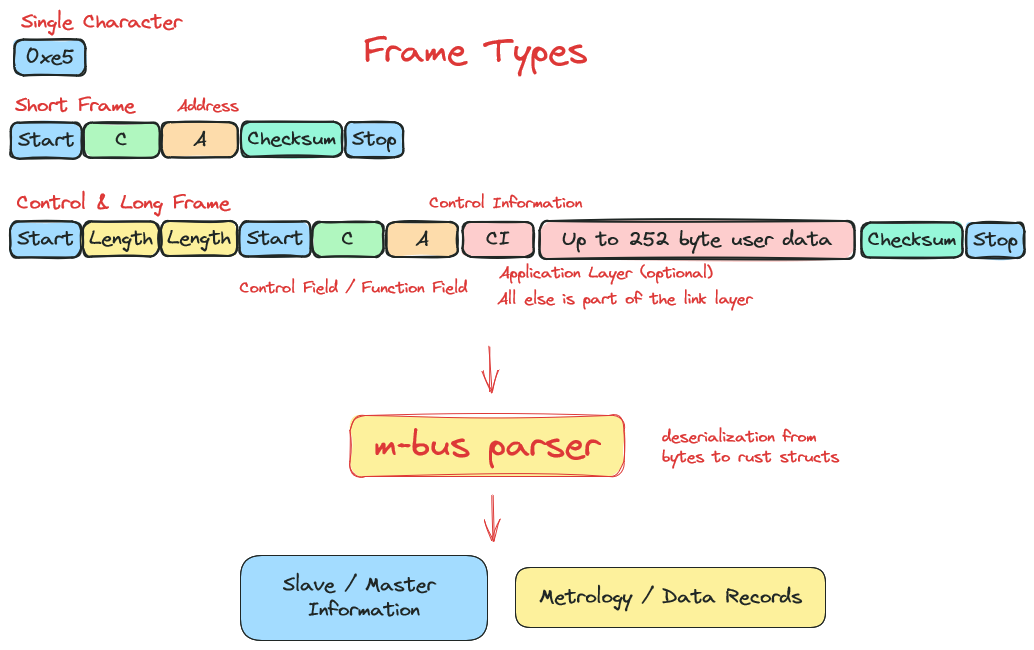 Single Character
Frame Types
0xe5
Short Frame
Address
Start C A Checksum Stop
Control & Long Frame
Control Information
Start Length Length Start C A CI Up to 252 byte user data Checksum Stop
Control Field / Function Field
Application Layer (optional)
All else is part of the link layer
m-bus parser
deserialization from
bytes to rust structs
Slave / Master
Information
Metrology / Data Records